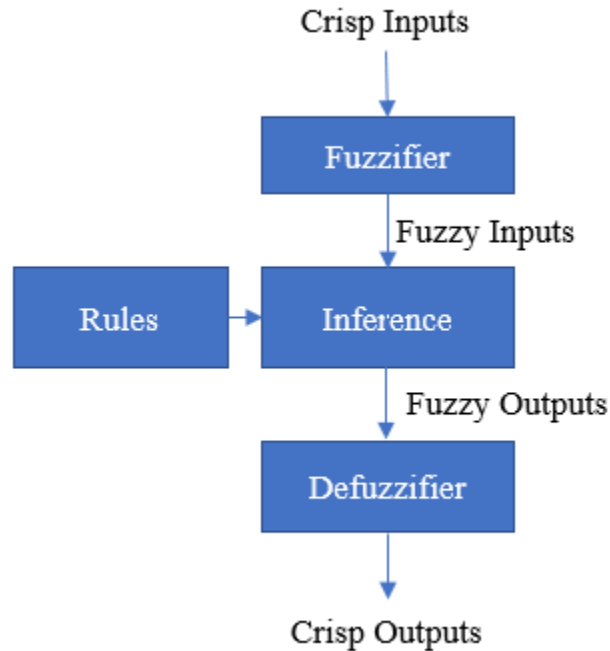 Crisp Inputs
Fuzzifier
Fuzzy Inputs
Rules
Inference
Fuzzy Outputs
Defuzzifier
Crisp Outputs